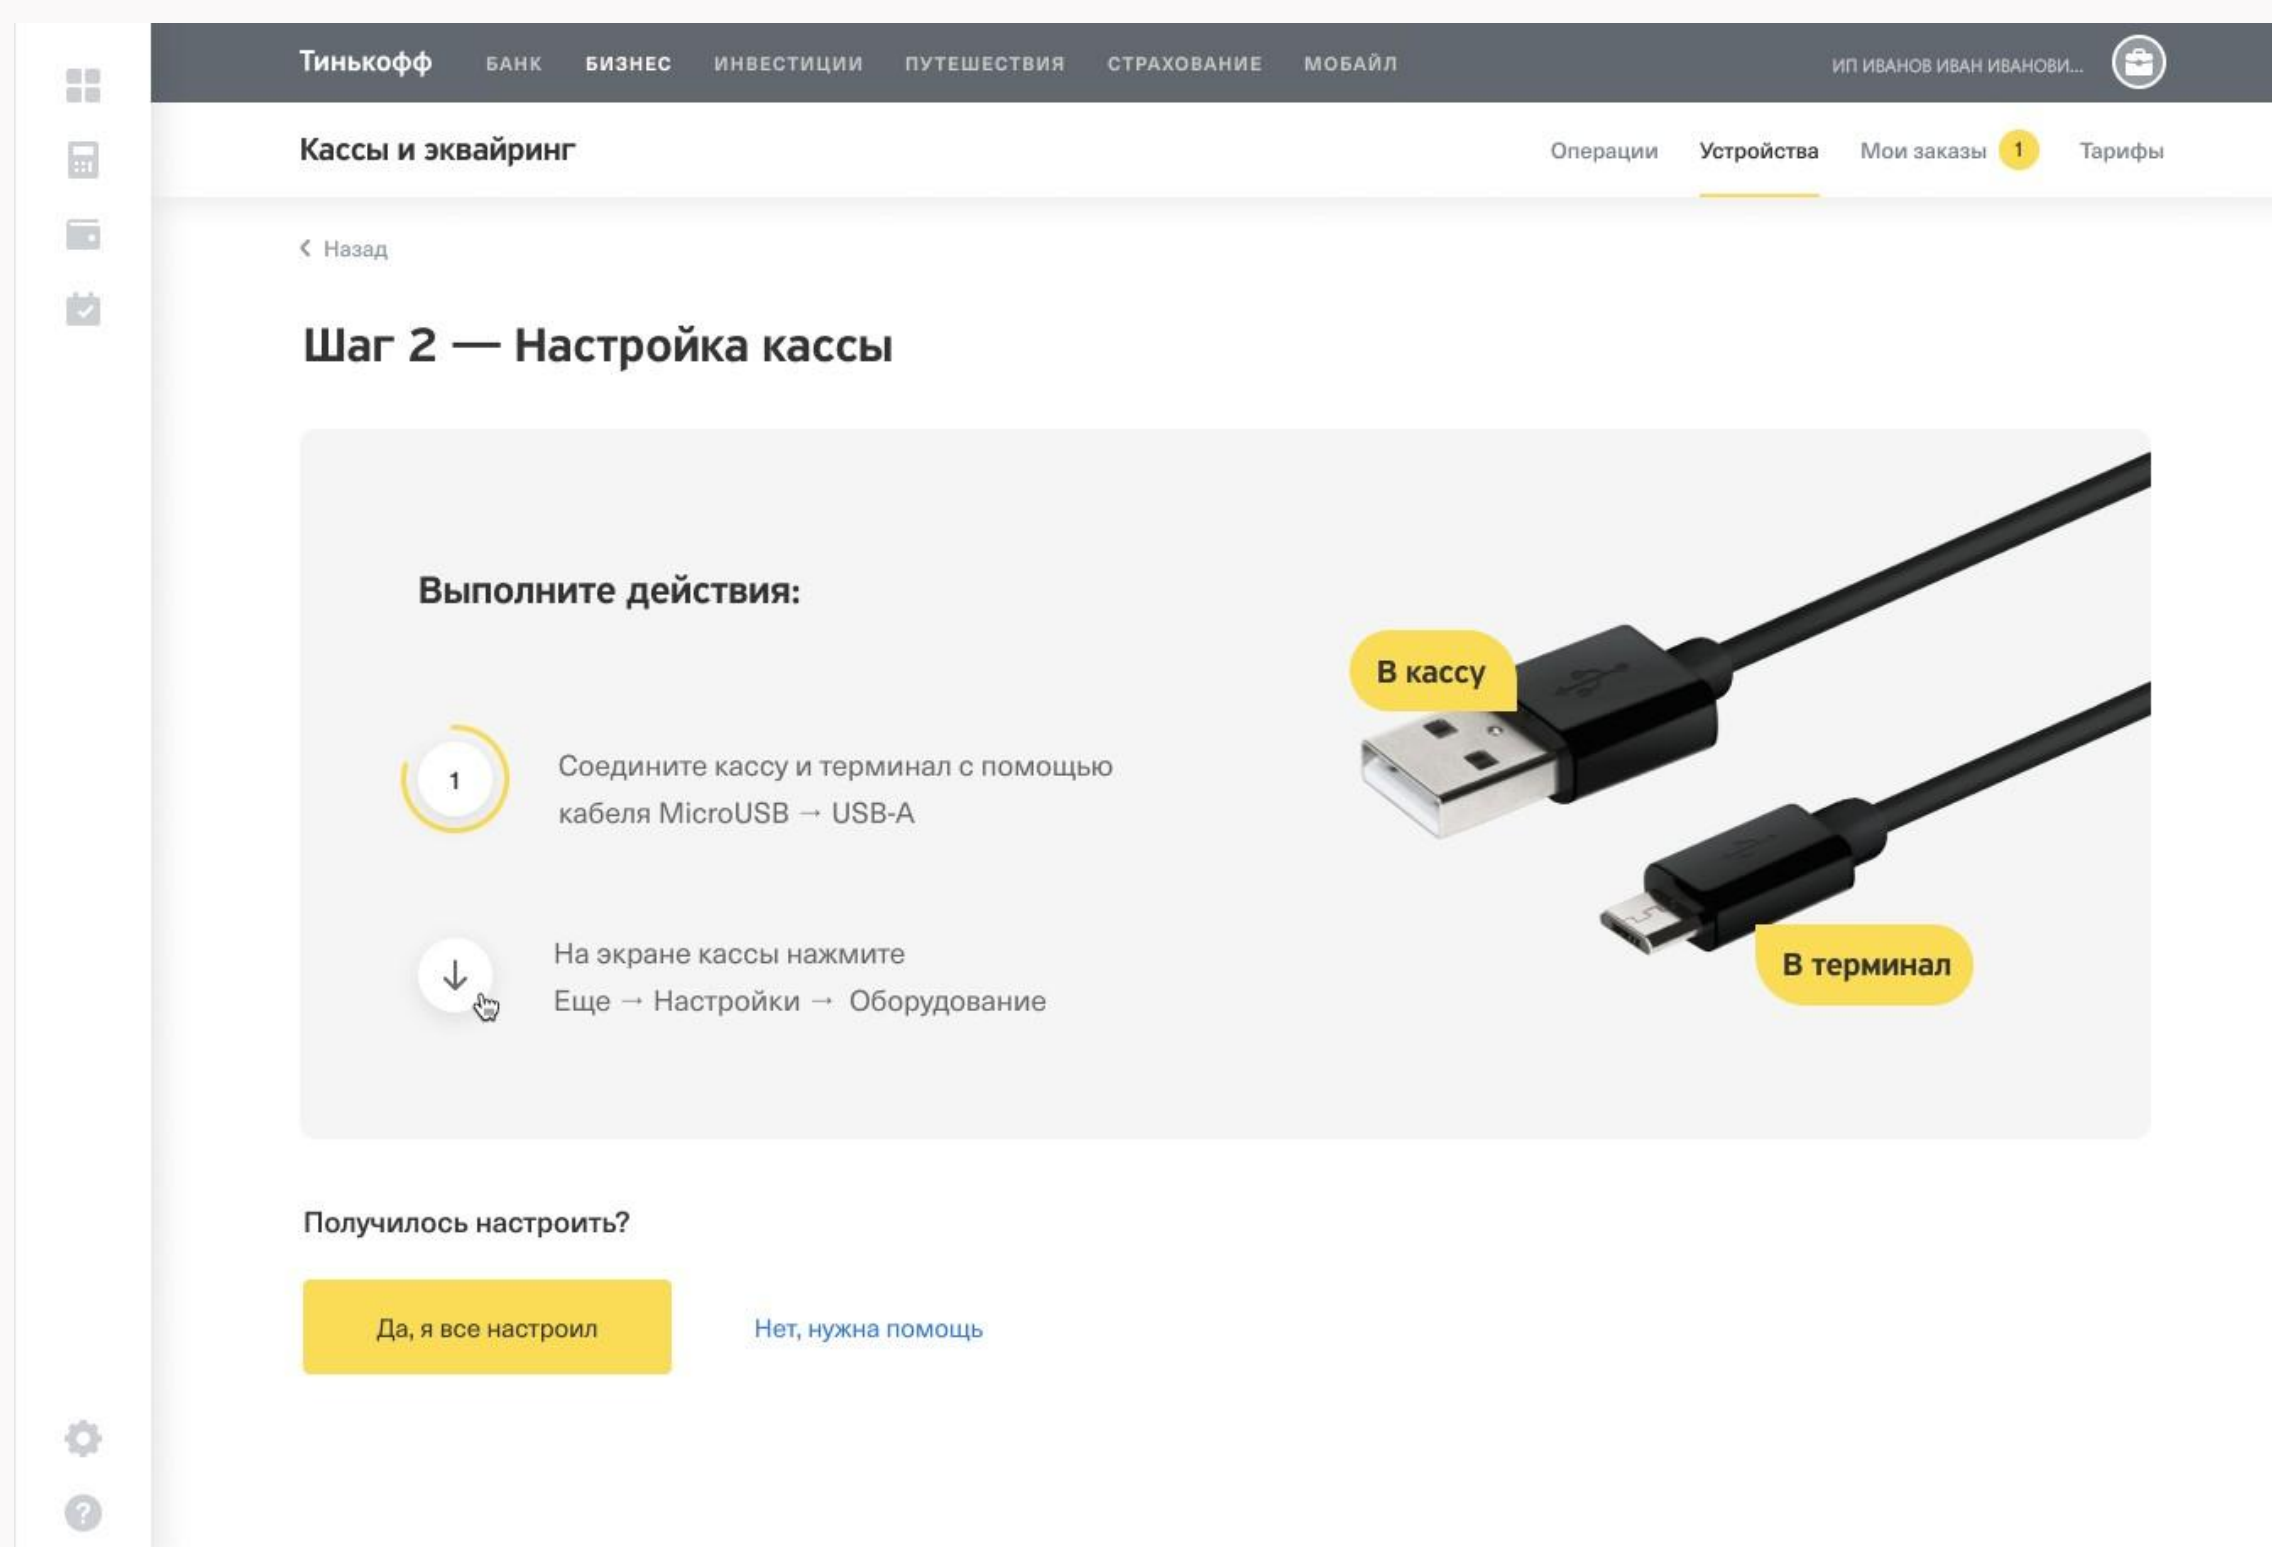 Тинькофф БАНК БИЗНЕС ИНВЕСТИЦИИ ПУТЕШЕСТВИЯ СТРАХОВАНИЕ МОБАЙЛ ИП ИВАНОВ ИВАН ИВАНОВИ...
Кассы и эквайринг Операции Устройства Мои заказы 1 Тарифы
Назад
Шаг 2 — Настройка кассы
Выполните действия:
1
Соедините кассу и терминал с помощью
кабеля MicroUSB → USB-A
На экране кассы нажмите
Еще → Настройки → Оборудование
В кассу
В терминал
Получилось настроить?
Да, я все настроил
Нет, нужна помощь
?